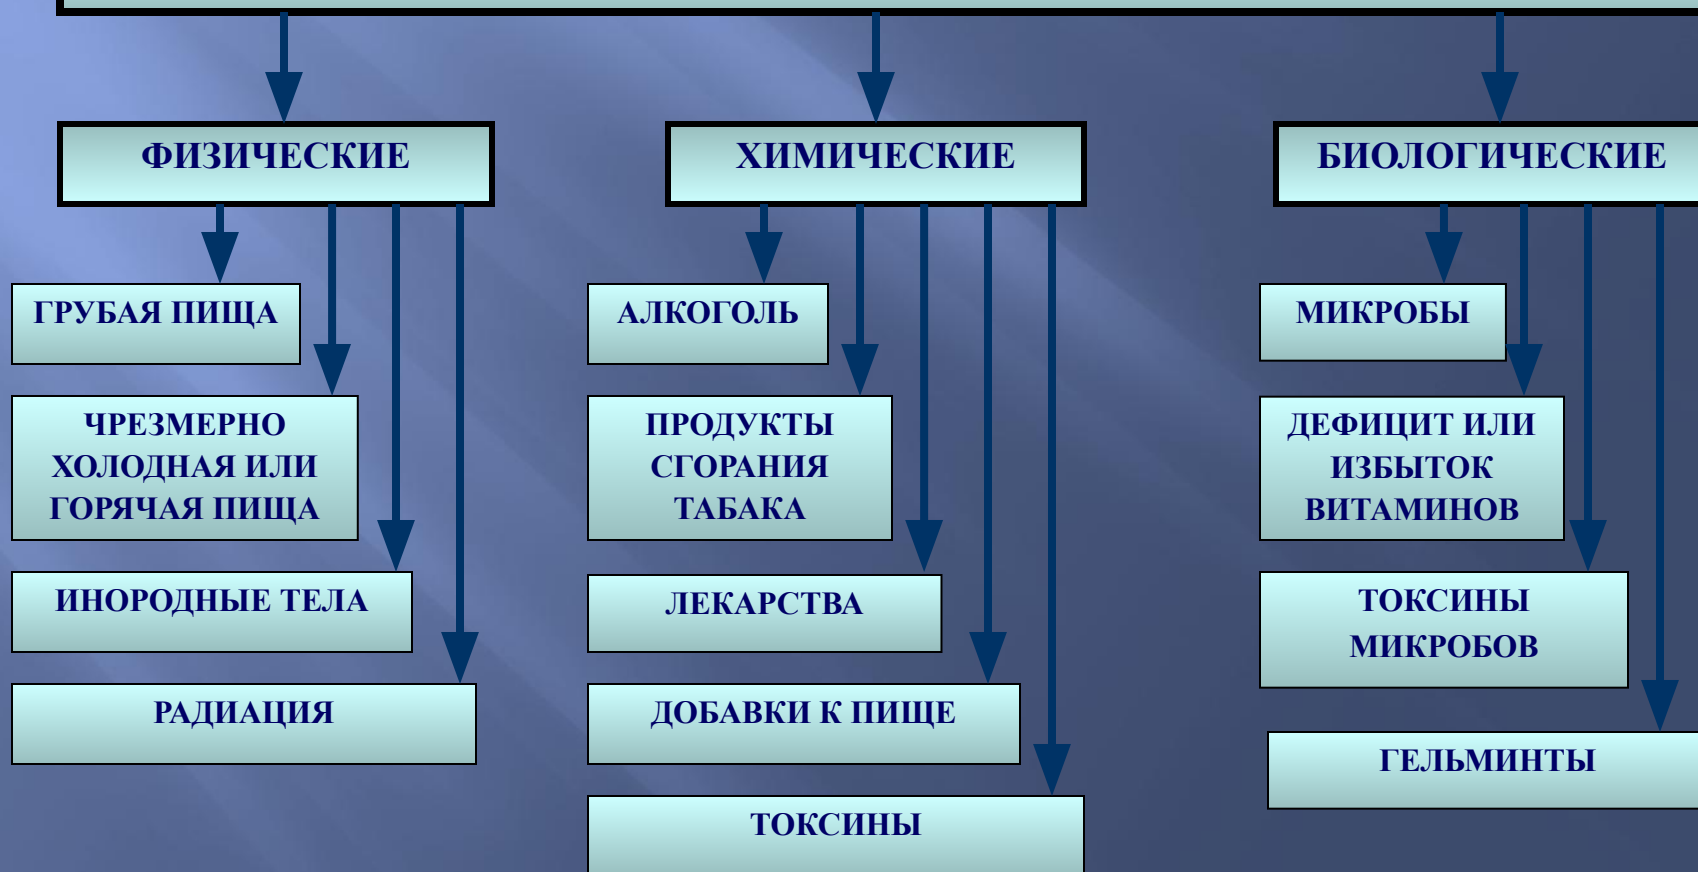 ФИЗИЧЕСКИЕ
ГРУБАЯ ПИЩА
ЧРЕЗМЕРНО
ХОЛОДНАЯ ИЛИ
ГОРЯЧАЯ ПИЩА
ИНОРОДНЫЕ ТЕЛА
РАДИАЦИЯ
ХИМИЧЕСКИЕ
АЛКОГОЛЬ
ПРОДУКТЫ
СГОРАНИЯ
ТАБАКА
ЛЕКАРСТВА
ДОБАВКИ К ПИЩЕ
ТОКСИНЫ
БИОЛОГИЧЕСКИЕ
МИКРОБЫ
ДЕФИЦИТ ИЛИ
ИЗБЫТОК
ВИТАМИНОВ
ТОКСИНЫ
МИКРОБОВ
ГЕЛЬМИНТЫ